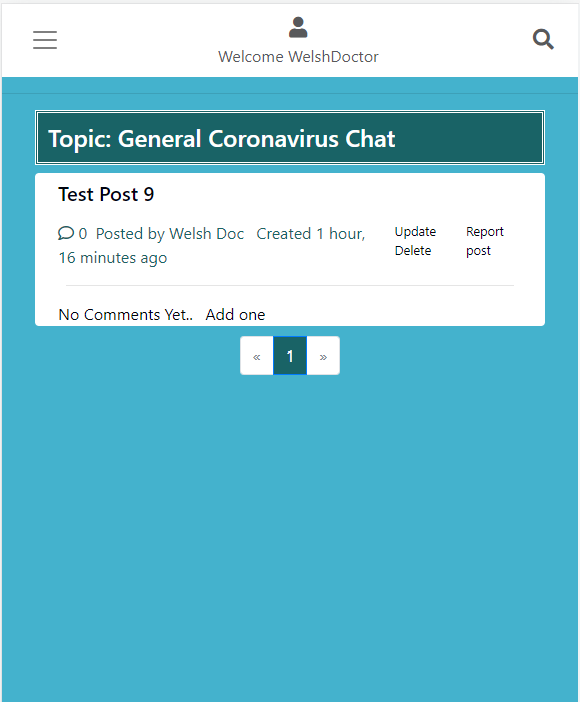 Welcome WelshDoctor
Topic: General Coronavirus Chat
Test Post 9
0 Posted by Welsh Doc Created 1 hour,
16 minutes ago
Update
Delete
Report
post
No Comments Yet.. Add one
« 1 »